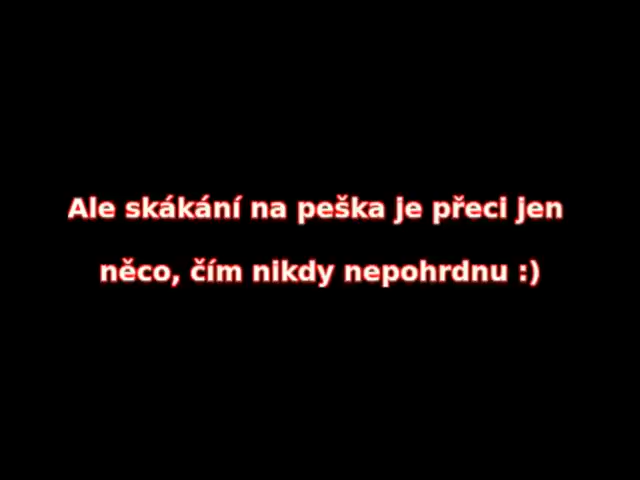 Ale skákání na peška je přeci jen
něco, čím nikdy nepohrdnu :)